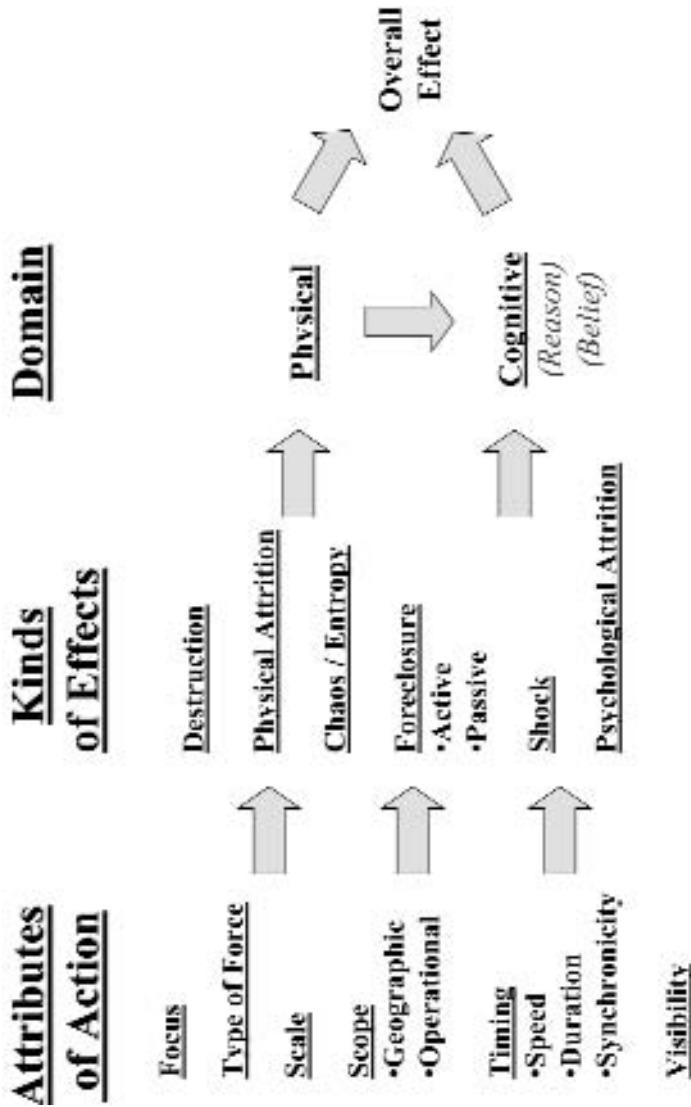 Attributes
of Action
Focus
Type of Force
Scale
Scope
•Geographic
•Operational
Timing
•Speed
•Duration
•Synchronicity
Visibility
Kinds
of Effects
Destruction
Physical Attrition
Chaos / Entropy
Foreclosure
•Active
•Passive
Shock
Psychological Attrition
Domain
Physical
Cognitive
(Reason)
(Belief)
Overall
Effect